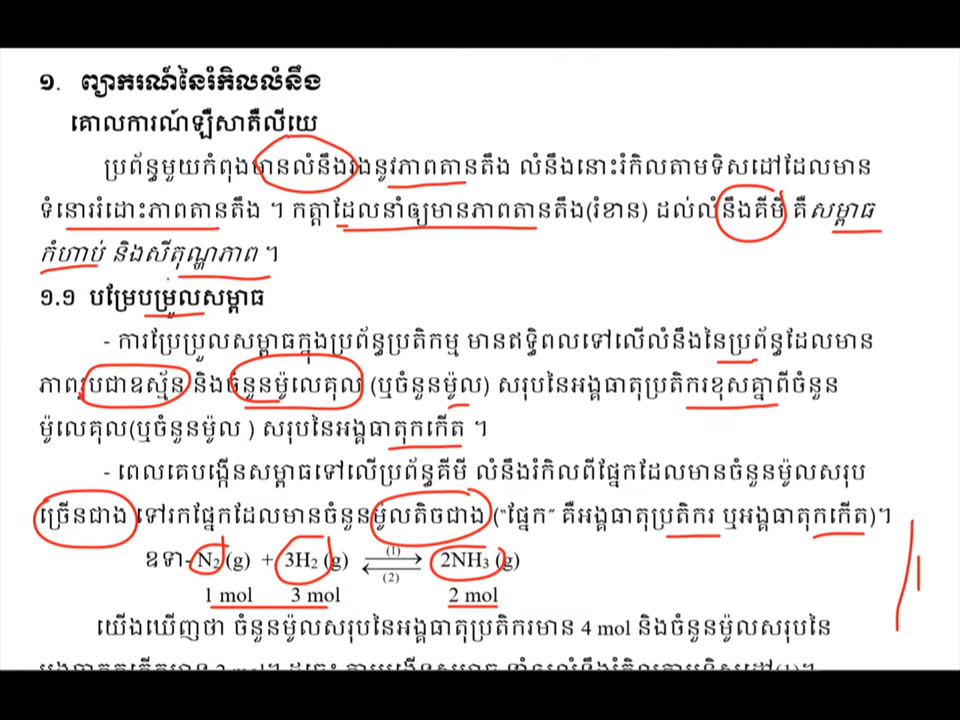 ១. ព្យាករណ៍នៃរំកិលលំនឹង
គោលការណ៍ឡឺសាតឺលីយេ
ប្រព័ន្ធមួយកំពុងមានលំនឹងរងនូវភាពតានតឹង លំនឹងនោះរំកិលតាមទិសដៅដែលមាន
ទំនោររំដោះភាពតានតឹង ។ កត្តាដែលនាំឲ្យមានភាពតានតឹង(រំខាន) ដល់លំនឹងគីមី គឺសម្ពាធ
កំហាប់ និងសីតុណ្ហភាព ។
១.១ បម្រែបម្រួលសម្ពាធ
- ការប្រែប្រួលសម្ពាធក្នុងប្រព័ន្ធប្រតិកម្ម មានឥទ្ធិពលទៅលើលំនឹងនៃប្រព័ន្ធដែលមាន
ភាពរូបជាឧស្ម័ន និងចំនួនម៉ូលេគុល (ឬចំនួនម៉ូល) សរុបនៃអង្គធាតុប្រតិករខុសគ្នាពីចំនួន
ម៉ូលេគុល(ឬចំនួនម៉ូល ) សរុបនៃអង្គធាតុកកើត ។
- ពេលគេបង្កើនសម្ពាធទៅលើប្រព័ន្ធគីមី លំនឹងរំកិលពីផ្នែកដែលមានចំនួនម៉ូលសរុប
ច្រើនជាង ទៅរកផ្នែកដែលមានចំនួនម៉ូលតិចជាង ("ផ្នែក" គឺអង្គធាតុប្រតិករ ឬអង្គធាតុកកើត)។
ឧទា- N₂ (g) + 3H₂ (g) (1) (2) 2NH₃ (g)
1 mol 3 mol 2 mol
យើងឃើញថា ចំនួនម៉ូលសរុបនៃអង្គធាតុប្រតិករមាន 4 mol និងចំនួនម៉ូលសរុបនៃ